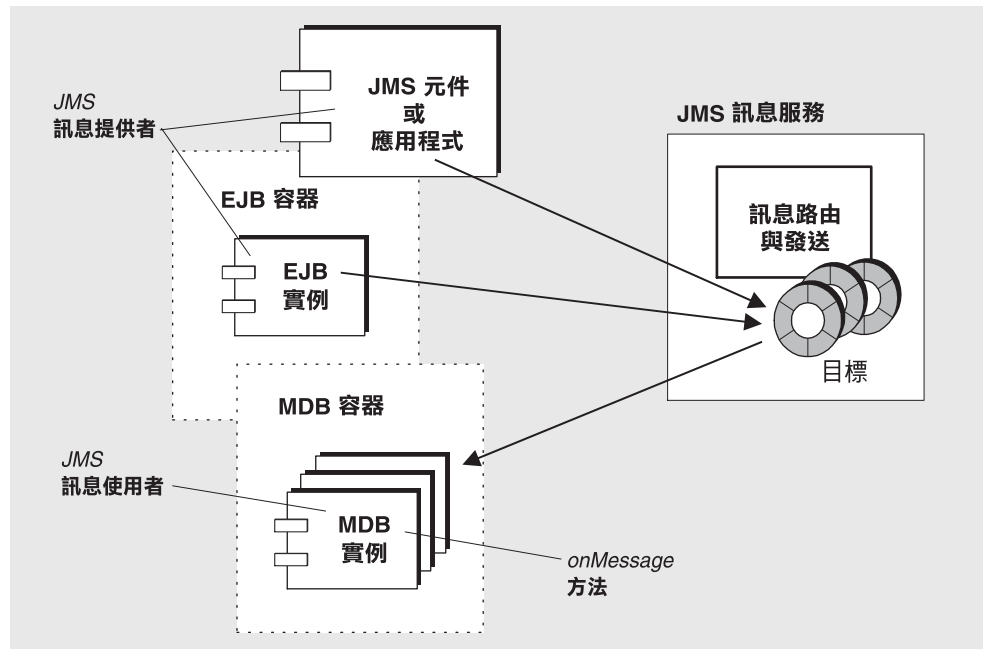 JMS 元件
或
應用程式
JMS
訊息提供者
JMS 訊息服務
EJB 容器
訊息路由
與發送
EJB
實例
目標
MDB 容器
JMS
訊息使用者
MDB
實例
onMessage
方法